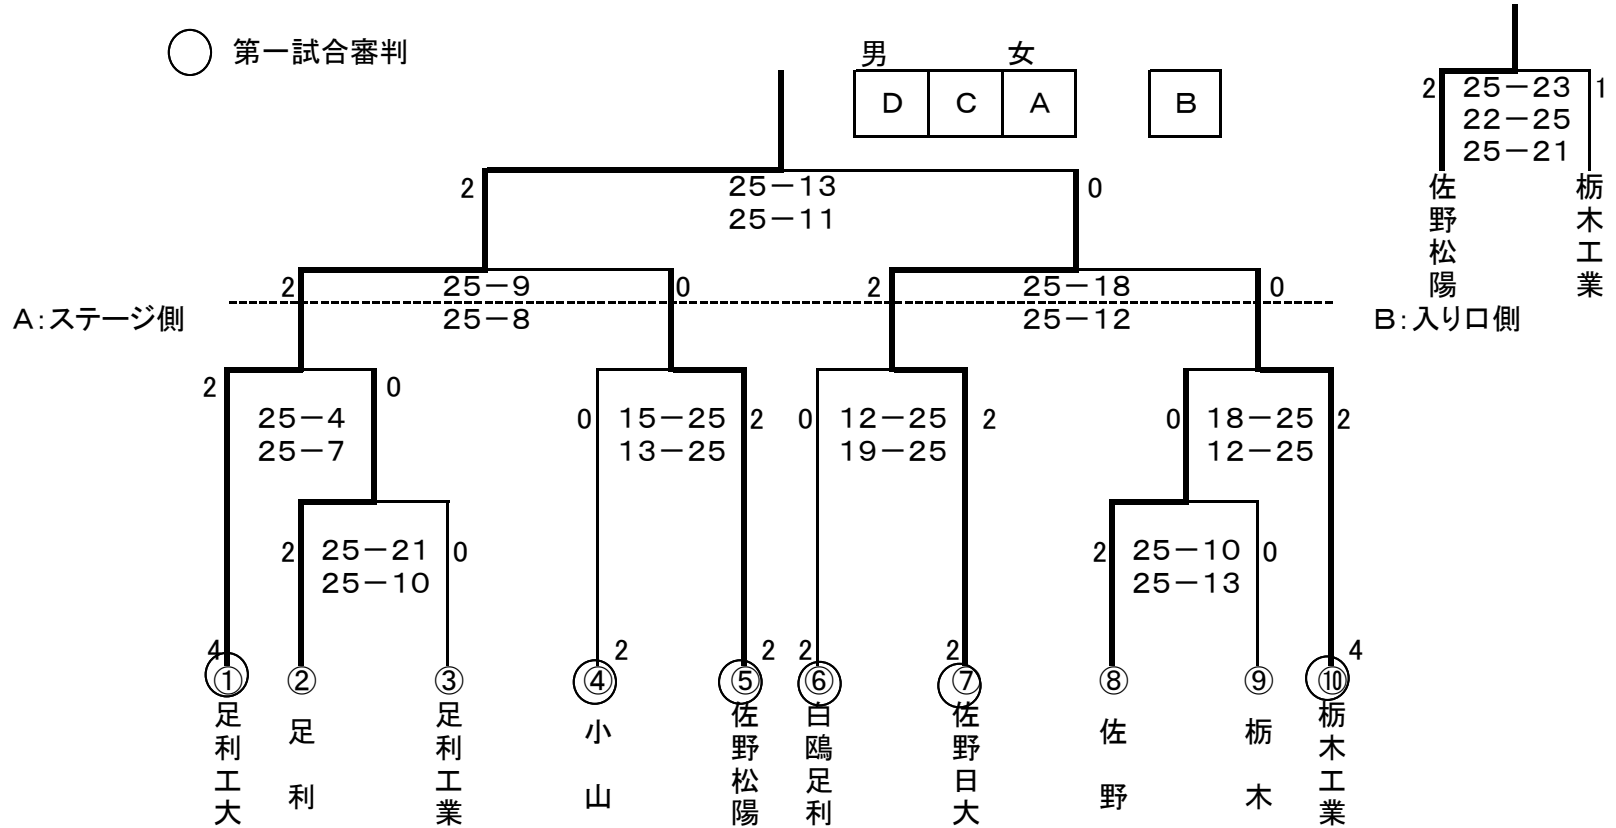 第一試合審判
男 女
D C A B
2 25-23 1
22-25
25-21
佐野松陽
栃木工業
2 25-13 0
25-11
2 25-9 0 2 25-18 0
A:ステージ側 25-8 25-12 B:入り口側
2 0
25-4 0 15-25 2 0 12-25 2 0 18-25 2
25-7 13-25 19-25 12-25
2 25-21 0 2 25-10 0
25-10 25-13
4 2 2 2 2 4
① ② ③ ④ ⑤ ⑥ ⑦ ⑧ ⑨ ⑩
足利工大
足利
足利工業
小山
佐野松陽
白鴎足利
佐野日大
佐野
栃木
栃木工業